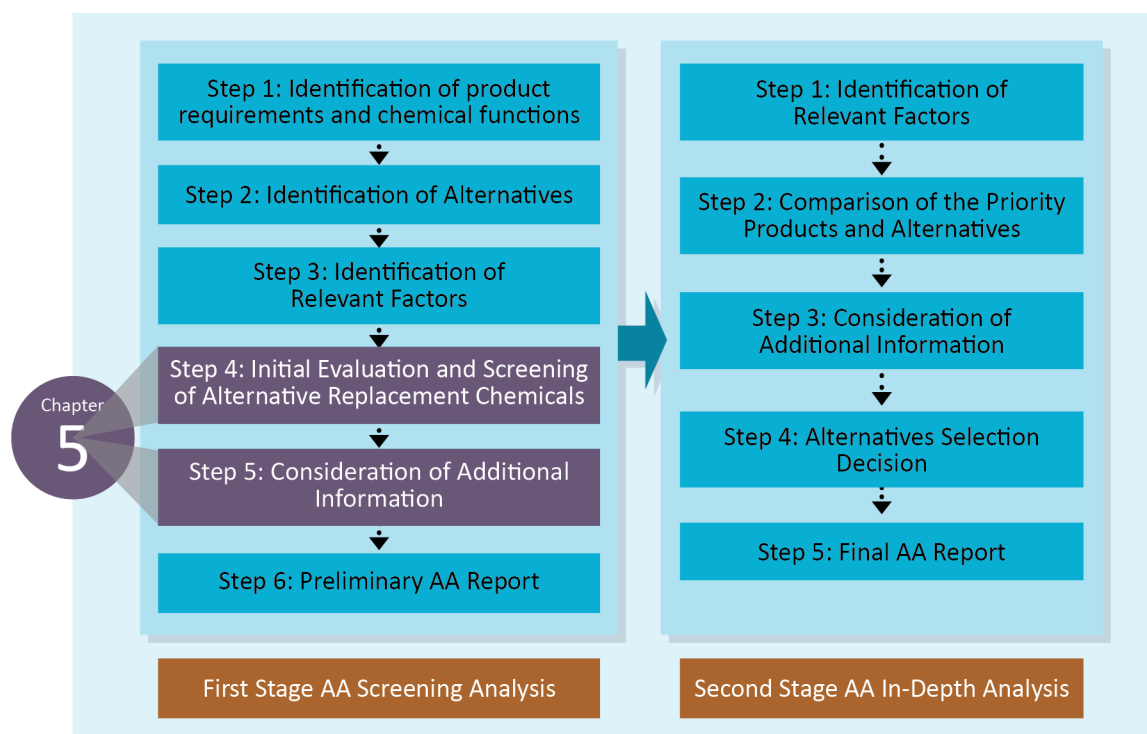 Step 1: Identification of product
requirements and chemical functions
Step 2: Identification of Alternatives
Step 3: Identification of
Relevant Factors
Step 4: Initial Evaluation and Screening
of Alternative Replacement Chemicals
Chapter
5
Step 5: Consideration of Additional
Information
Step 6: Preliminary AA Report
First Stage AA Screening Analysis
Step 1: Identification of
Relevant Factors
Step 2: Comparison of the Priority
Products and Alternatives
Step 3: Consideration of
Additional Information
Step 4: Alternatives Selection
Decision
Step 5: Final AA Report
Second Stage AA In-Depth Analysis